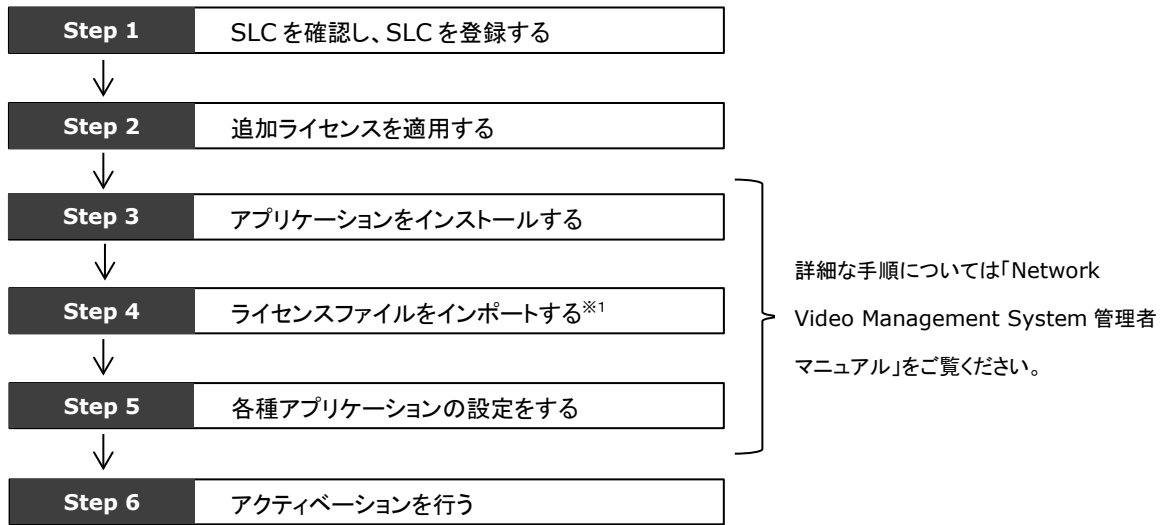 Step 1 SLC を確認し、SLC を登録する
Step 2 追加ライセンスを適用する
Step 3 アプリケーションをインストールする
Step 4 ライセンスファイルをインポートする※1
Step 5 各種アプリケーションの設定をする
Step 6 アクティベーションを行う
詳細な手順については「Network
Video Management System 管理者
マニュアル」をご覧ください。